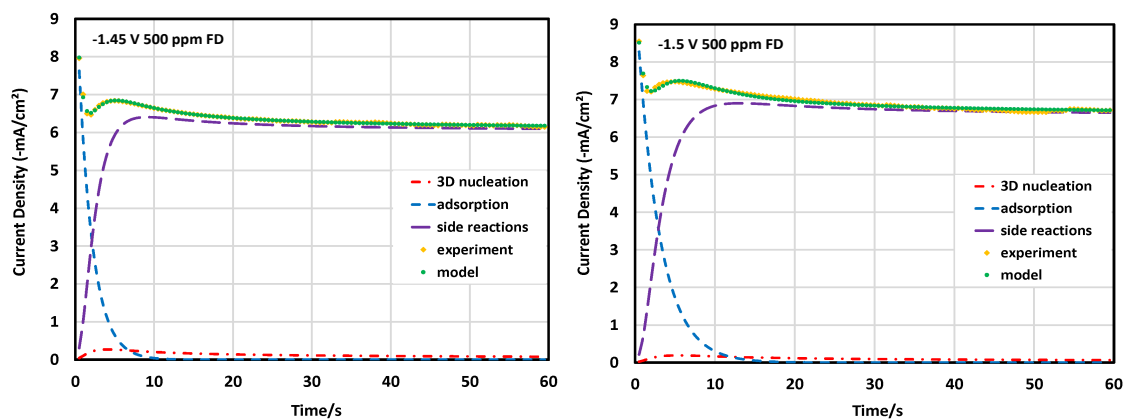 -1.45 V 500 ppm FD
Current Density (-mA/cm²)
9
8
7
6
5
4
3
2
1
0
3D nucleation
adsorption
side reactions
experiment
model
0 10 20 30 40 50 60
Time/s
-1.5 V 500 ppm FD
Current Density (-mA/cm²)
9
8
7
6
5
4
3
2
1
0
3D nucleation
adsorption
side reactions
experiment
model
0 10 20 30 40 50 60
Time/s